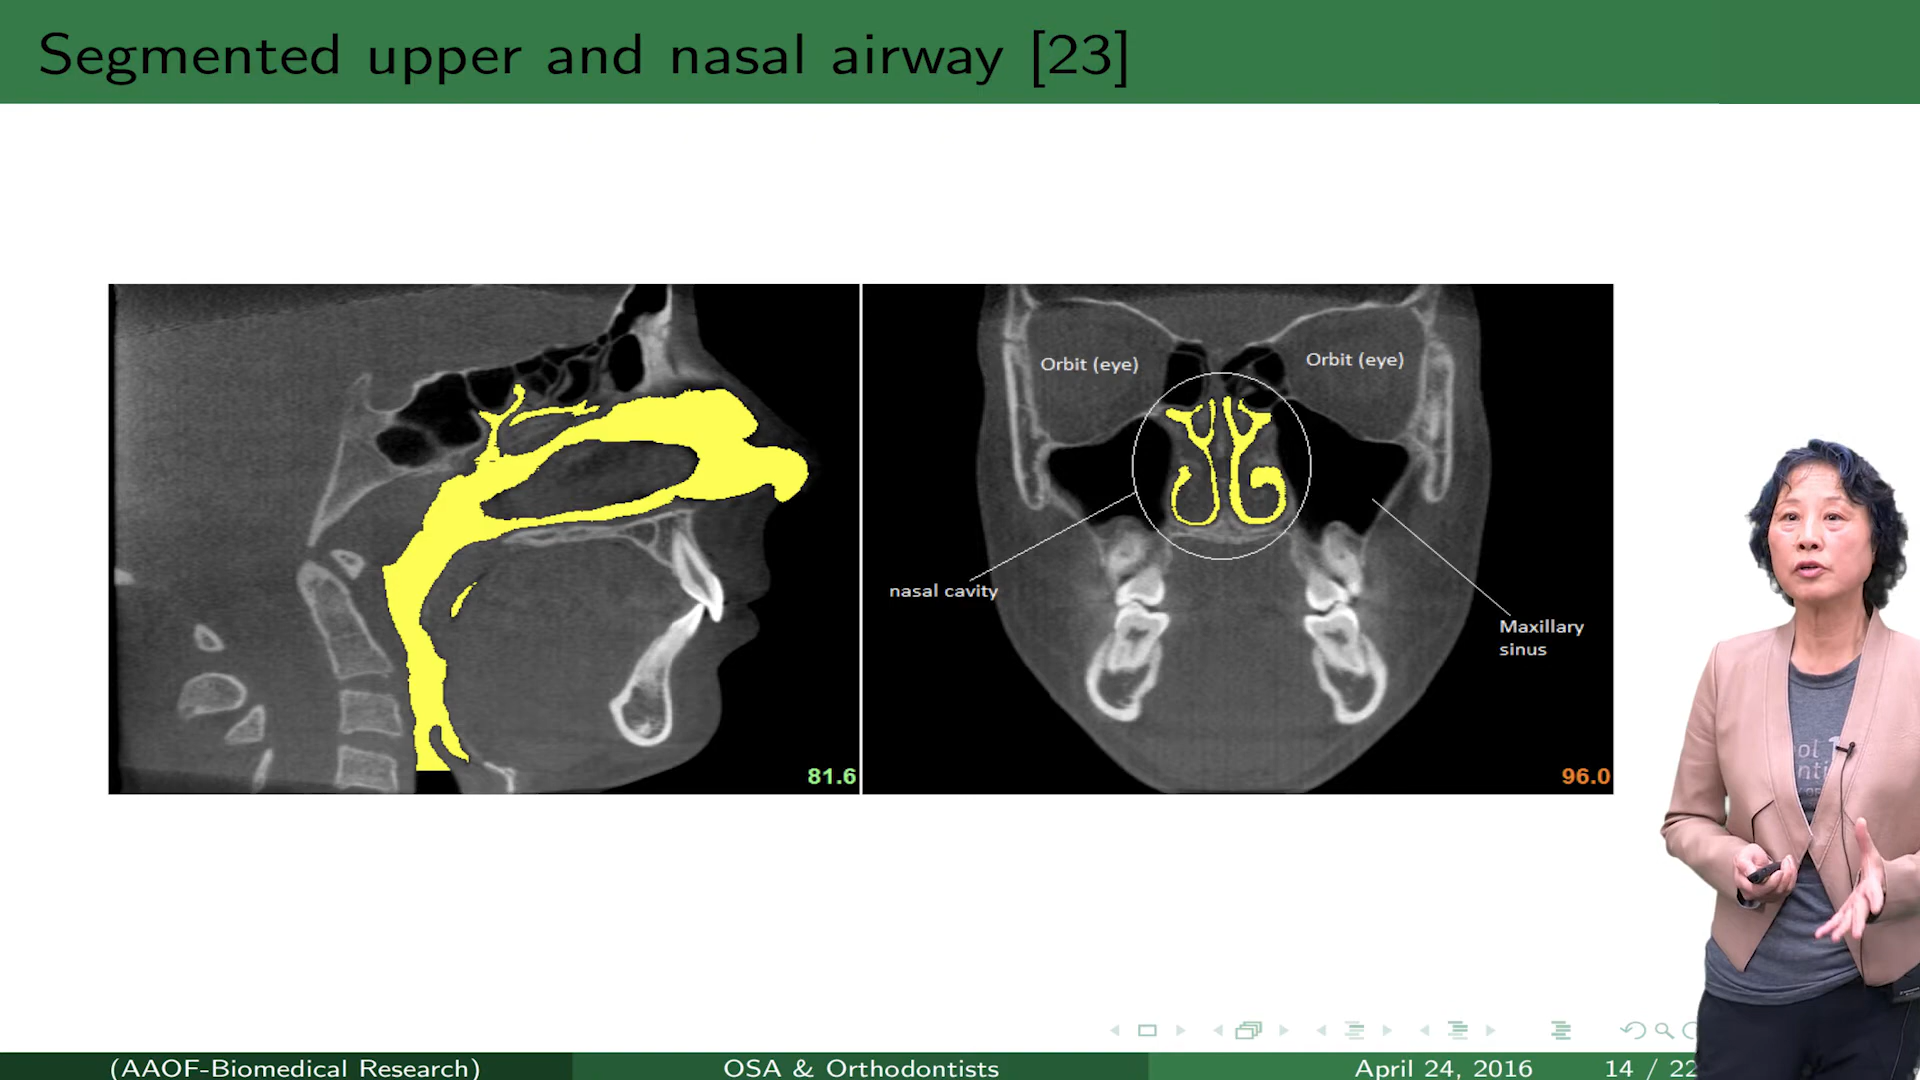 Segmented upper and nasal airway [23]
Orbit (eye)
Orbit (eye)
nasal cavity
Maxillary
sinus
81.6
96.0
(AAOF-Biomedical Research)
OSA & Orthodontists
April 24, 2016
14 / 22